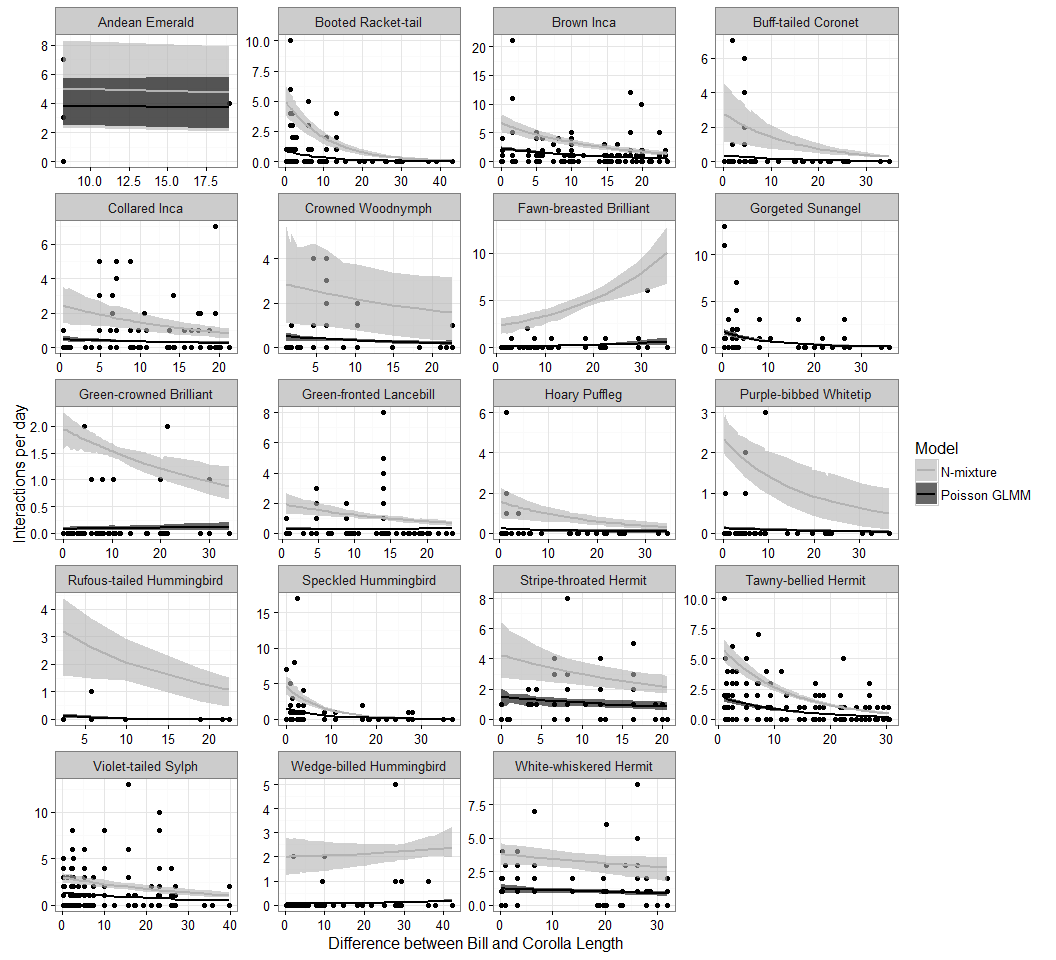 Andean Emerald Booted Racket-tail Brown Inca Buff-tailed Coronet
8 6 4 2 0
10.0 12.5 15.0 17.5
10.0 7.5 5.0 2.5 0.0
0 10 20 30 40
20 15 10 5 0
0 5 10 15 20
6 4 2 0
0 10 20 30
Collared Inca Crowned Woodnymph Fawn-breasted Brilliant Gorgeted Sunangel
6 4 2 0
0 5 10 15 20
4 2 0
5 10 15 20
10 5 0
0 10 20 30
10 5 0
0 10 20 30
Green-crowned Brilliant Green-fronted Lancebill Hoary Puffleg Purple-bibbed Whitetip
2.0 1.5 1.0 0.5 0.0
0 10 20 30
8 6 4 2 0
0 5 10 15 20
6 4 2 0
0 10 20 30
3 2 1 0
0 10 20 30
Rufous-tailed Hummingbird Speckled Hummingbird Stripe-throated Hermit Tawny-bellied Hermit
4 3 2 1 0
5 10 15 20
15 10 5 0
0 10 20 30
8 6 4 2 0
0 5 10 15 20
10.0 7.5 5.0 2.5 0.0
0 10 20 30
Violet-tailed Sylph Wedge-billed Hummingbird White-whiskered Hermit
10 5 0
0 10 20 30 40
5 4 3 2 1 0
0 10 20 30 40
7.5 5.0 2.5 0.0
0 10 20 30
Interactions per day
Difference between Bill and Corolla Length
Model
N-mixture
Poisson GLMM